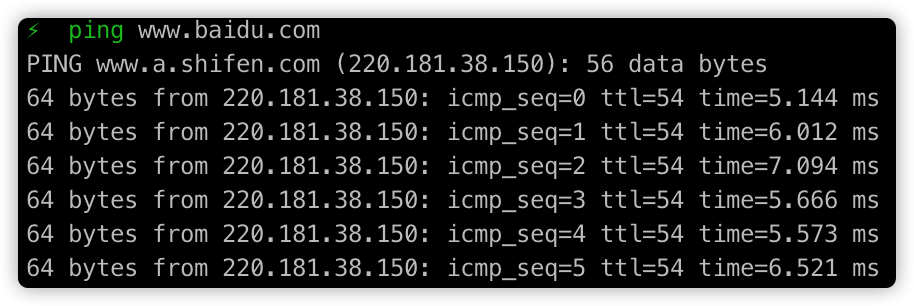 ⚡ ping www.baidu.com
PING www.a.shifen.com (220.181.38.150): 56 data bytes
64 bytes from 220.181.38.150: icmp_seq=0 ttl=54 time=5.144 ms
64 bytes from 220.181.38.150: icmp_seq=1 ttl=54 time=6.012 ms
64 bytes from 220.181.38.150: icmp_seq=2 ttl=54 time=7.094 ms
64 bytes from 220.181.38.150: icmp_seq=3 ttl=54 time=5.666 ms
64 bytes from 220.181.38.150: icmp_seq=4 ttl=54 time=5.573 ms
64 bytes from 220.181.38.150: icmp_seq=5 ttl=54 time=6.521 ms